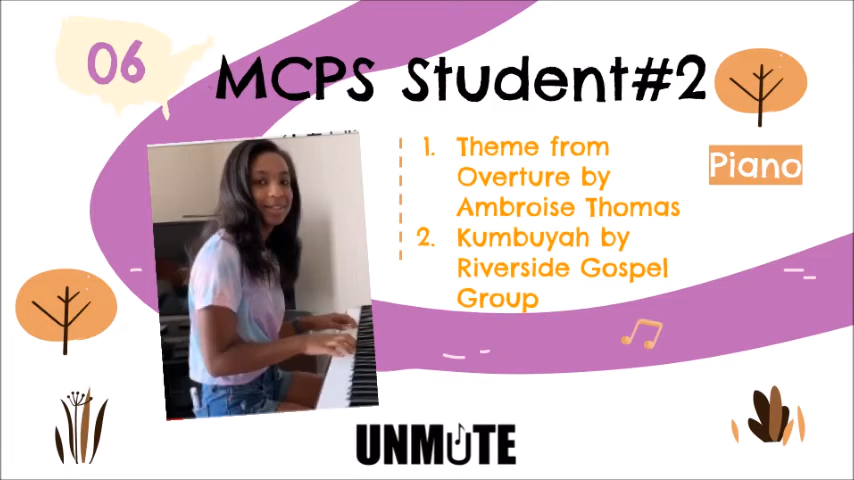 06
MCPS Student#2
1. Theme from
Overture by
Ambroise Thomas
2. Kumbuyah by
Riverside Gospel
Group
Piano
UNMUTE